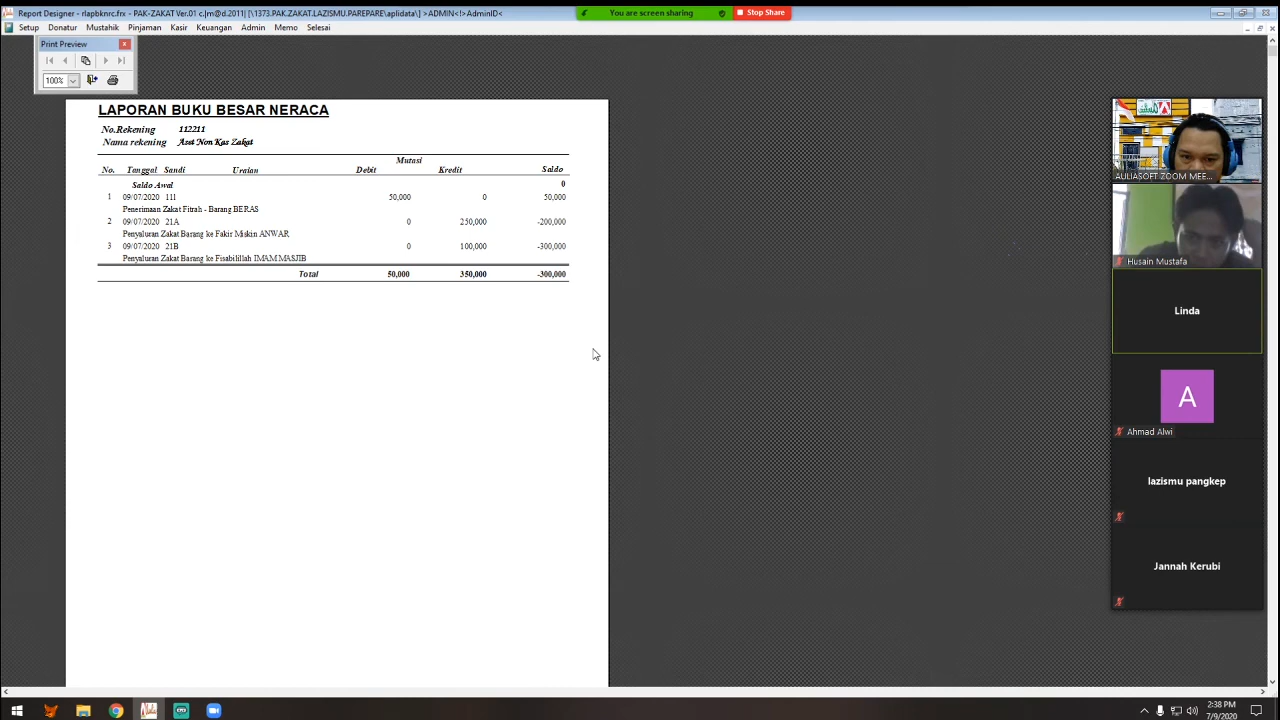 Report Designer - rlapbknrc.frx - PAK-ZAKAT Ver.01 c.|m@d.2011| [\1373.PAK.ZAKAT.LAZISMU.PAREPARE\aplidata\] >ADMIN<!>AdminID<
You are screen sharing
Stop Share
Setup Donatur Mustahik Pinjaman Kasir Keuangan Admin Memo Selesai
Print Preview
100%
LAPORAN BUKU BESAR NERACA
No.Rekening 112211
Nama rekening Aset Non Kas Zakat
Mutasi
No. Tanggal Sandi Uraian Debit Kredit Saldo
Saldo Awal 0
1 09/07/2020 111 50,000 0 50,000
Penerimaan Zakat Fitrah - Barang BERAS
2 09/07/2020 21A 0 250,000 -200,000
Penyaluran Zakat Barang ke Fakir Miskin ANWAR
3 09/07/2020 21B 0 100,000 -300,000
Penyaluran Zakat Barang ke Fisabilillah IMAM MASJIB
Total 50,000 350,000 -300,000
AULIASOFT ZOOM MEE...
Husain Mustafa
Linda
A
Ahmad Alwi
lazismu pangkep
Jannah Kerubi
2:38 PM
7/9/2020